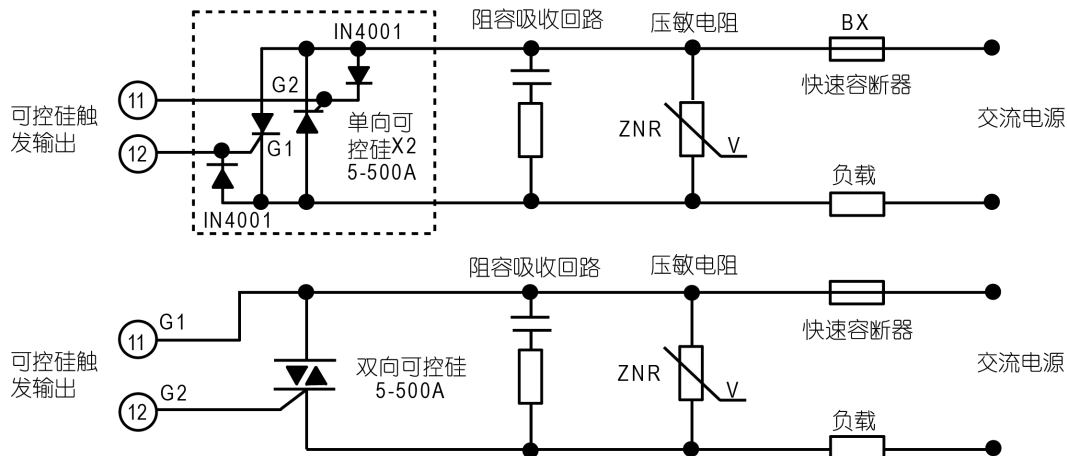 IN4001
阻容吸收回路
压敏电阻
BX
G2
快速容断器
可控硅触
发输出
11
12
G1
单向可
控硅X2
5-500A
ZNR
V
交流电源
负载
IN4001
阻容吸收回路
压敏电阻
G1
快速容断器
可控硅触
发输出
11
12
G2
双向可控硅
5-500A
ZNR
V
交流电源
负载